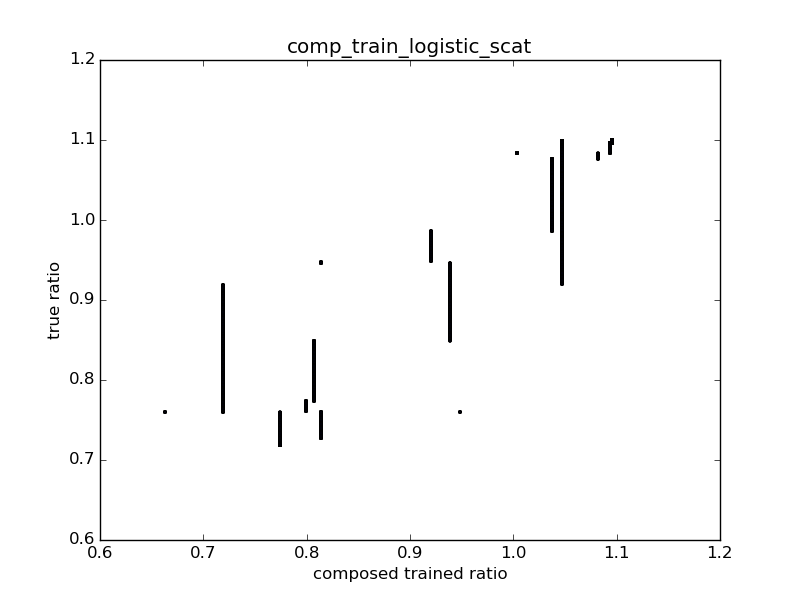 comp_train_logistic_scat
1.2
1.1
1.0
0.9
0.8
0.7
0.6
true ratio
0.6 0.7 0.8 0.9 1.0 1.1 1.2
composed trained ratio